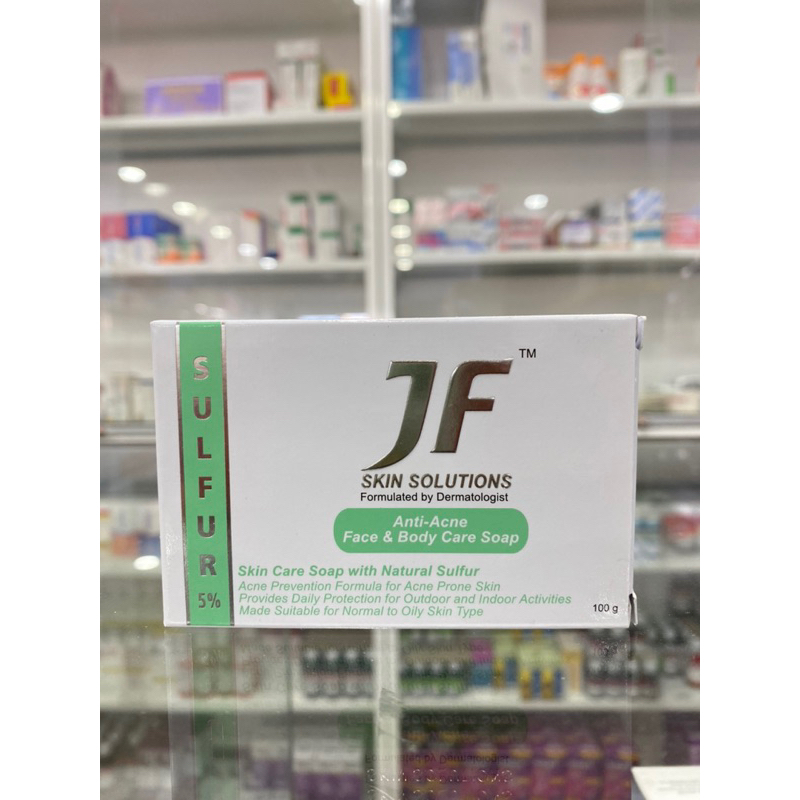 SULFUR
5%
JF™
SKIN SOLUTIONS
Formulated by Dermatologist
Anti-Acne
Face & Body Care Soap
Skin Care Soap with Natural Sulfur
Acne Prevention Formula for Acne Prone Skin
Provides Daily Protection for Outdoor and Indoor Activities
Made Suitable for Normal to Oily Skin Type
100 g